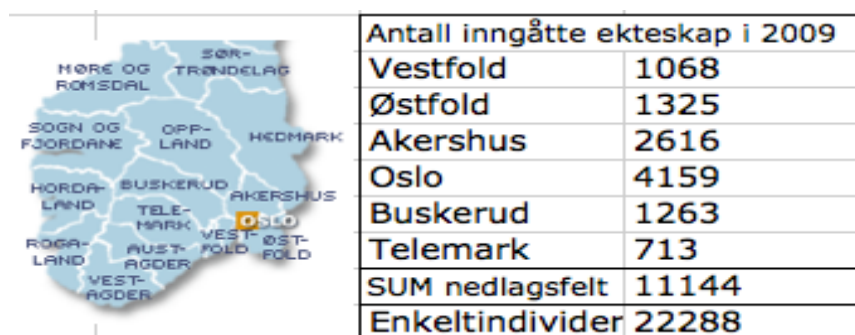 SØR-
TRØNDELAG
MØRE OG
ROMSDAL
SOGN OG
FJORDANE
OPP-
LAND
HEDMARK
HORDA-
LAND
BUSKERUD
AKERSHUS
OSLO
TELE-
MARK
VEST-
FOLD
ØST-
FOLD
ROGA-
LAND
AUST-
AGDER
VEST-
AGDER
Antall inngåtte ekteskap i 2009
Vestfold 1068
Østfold 1325
Akershus 2616
Oslo 4159
Buskerud 1263
Telemark 713
SUM nedlagsfelt 11144
Enkeltindivider 22288